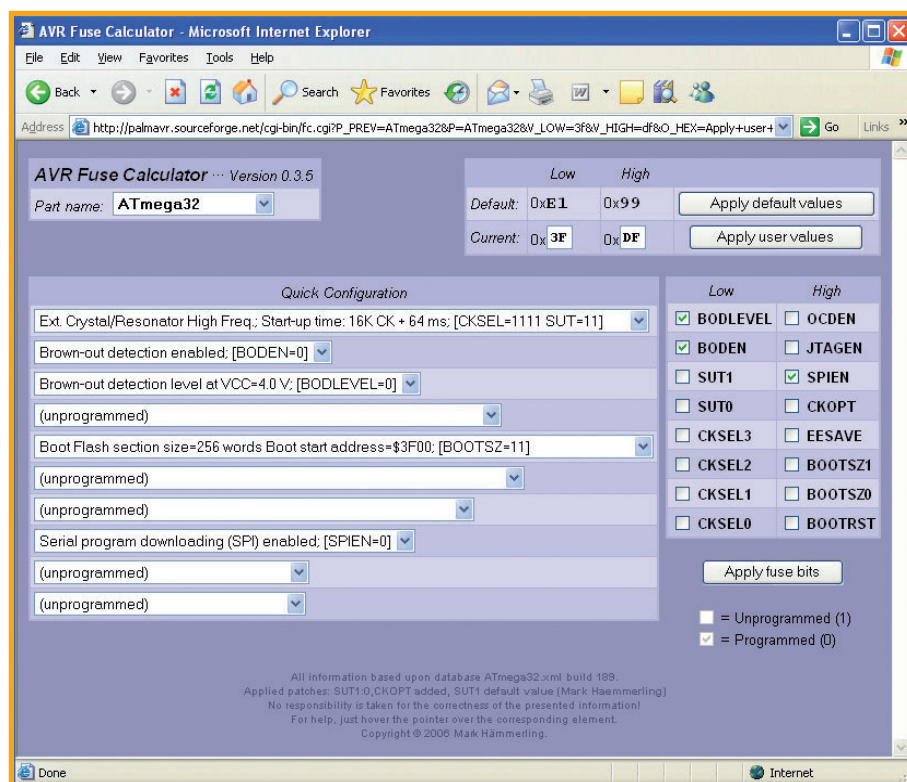 AVR Fuse Calculator - Microsoft Internet Explorer
File Edit View Favorites Tools Help
Back Search Favorites
Address http://palmavr.sourceforge.net/cgi-bin/fc.cgi?P_PREV=ATmega32&P=ATmega32&V_LOW=3f&V_HIGH=df&O_HEX=Apply+user+ Go Links »
AVR Fuse Calculator ··· Version 0.3.5
Part name: ATmega32
Low High
Default: 0xE1 0x99 Apply default values
Current: 0x 3F 0x DF Apply user values
Quick Configuration
Ext. Crystal/Resonator High Freq.; Start-up time: 16K CK + 64 ms; [CKSEL=1111 SUT=11]
Brown-out detection enabled; [BODEN=0]
Brown-out detection level at VCC=4.0 V; [BODLEVEL=0]
(unprogrammed)
Boot Flash section size=256 words Boot start address=$3F00; [BOOTSZ=11]
(unprogrammed)
(unprogrammed)
Serial program downloading (SPI) enabled; [SPIEN=0]
(unprogrammed)
(unprogrammed)
Low High
BODLEVEL OCDEN
BODEN JTAGEN
SUT1 SPIEN
SUT0 CKOPT
CKSEL3 EESAVE
CKSEL2 BOOTSZ1
CKSEL1 BOOTSZ0
CKSEL0 BOOTRST
Apply fuse bits
= Unprogrammed (1)
= Programmed (0)
All information based upon database ATmega32.xml build 189.
Applied patches: SUT1:0,CKOPT added, SUT1 default value (Mark Haemmerling)
No responsibility is taken for the correctness of the presented information!
For help, just hover the pointer over the corresponding element.
Copyright © 2006 Mark Hämmerling.
Done Internet